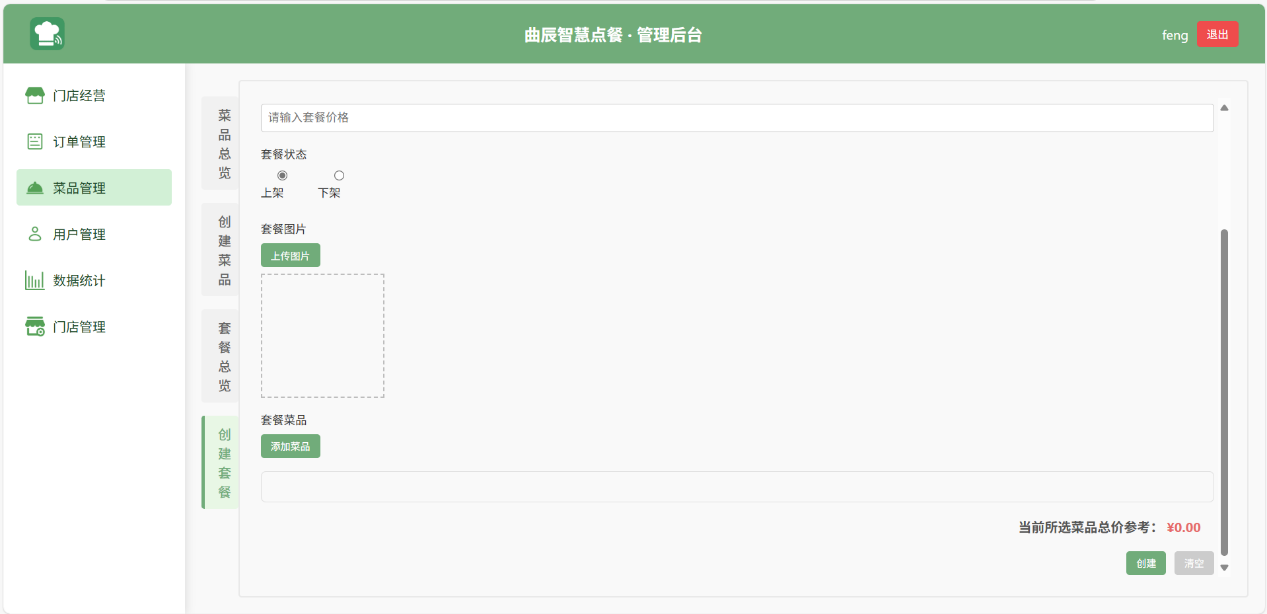 曲辰智慧点餐 · 管理后台
feng
退出
门店经营
订单管理
菜品管理
用户管理
数据统计
门店管理
菜品总览
创建菜品
套餐总览
创建套餐
请输入套餐价格
套餐状态
上架
下架
套餐图片
上传图片
套餐菜品
添加菜品
当前所选菜品总价参考： ¥0.00
创建
清空